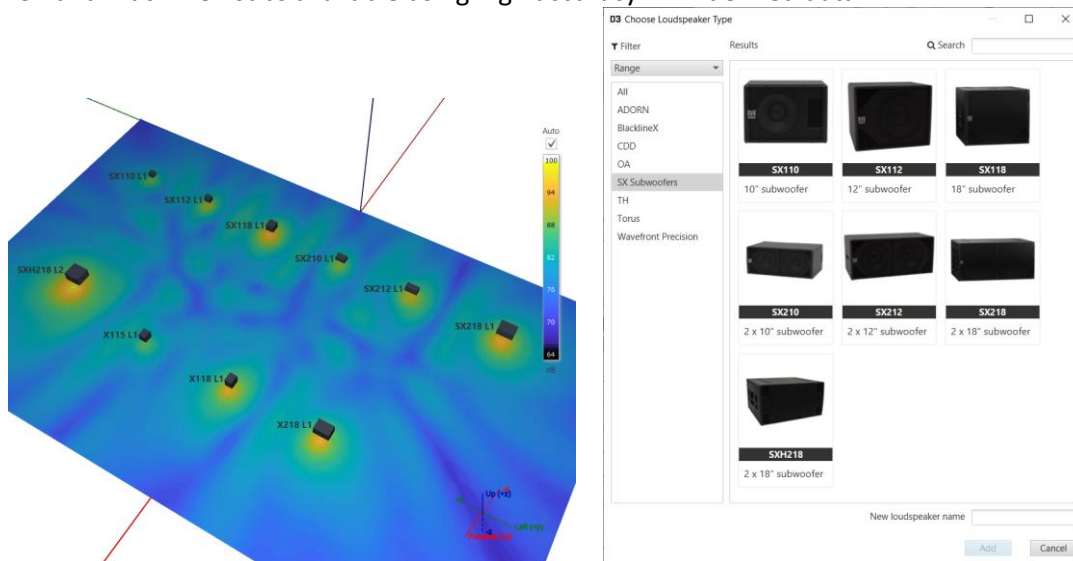 D3 Choose Loudspeaker Type
Filter
Results
Search
Range
All
ADORN
BlacklineX
CDD
OA
SX Subwoofers
TH
Torus
Wavefront Precision
SX110
10" subwoofer
SX112
12" subwoofer
SX118
18" subwoofer
SX210
2 x 10" subwoofer
SX212
2 x 12" subwoofer
SX218
2 x 18" subwoofer
SXH218
2 x 18" subwoofer
New loudspeaker name
Add
Cancel
Auto
100
94
88
82
76
70
64
dB
SX110 L1
SX112 L1
SX118 L1
SX210 L1
SXH218 L2
SX212 L1
SX218 L1
X115 L1
X118 L1
X218 L1
Up (+z)
Left (+y)